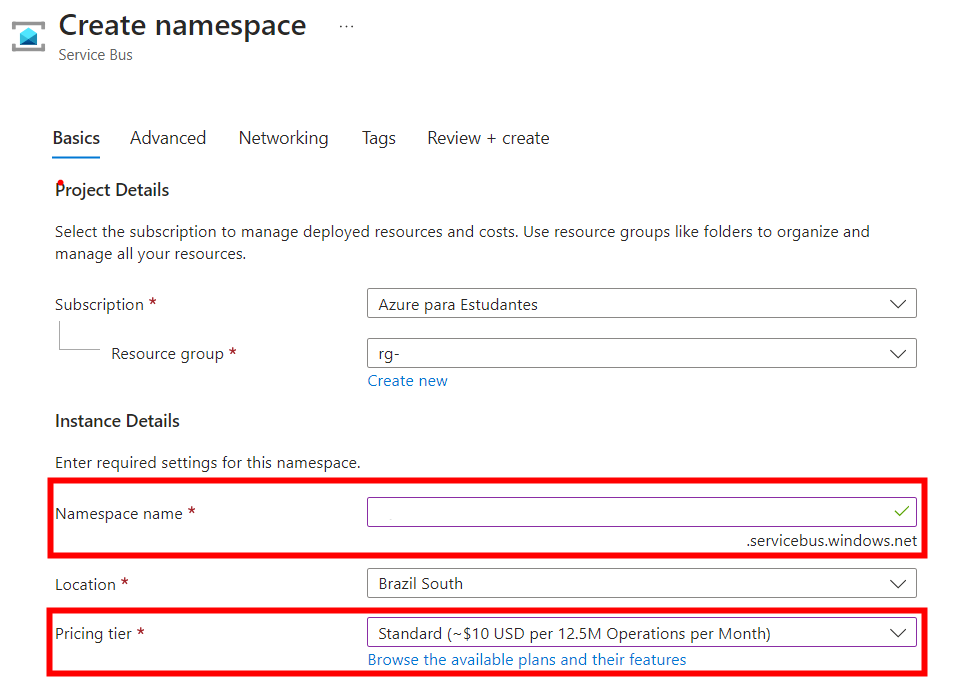 Create namespace ...
Service Bus
Basics Advanced Networking Tags Review + create
Project Details
Select the subscription to manage deployed resources and costs. Use resource groups like folders to organize and
manage all your resources.
Subscription * Azure para Estudantes
Resource group * rg-
Create new
Instance Details
Enter required settings for this namespace.
Namespace name *
.servicebus.windows.net
Location * Brazil South
Pricing tier * Standard (~$10 USD per 12.5M Operations per Month)
Browse the available plans and their features